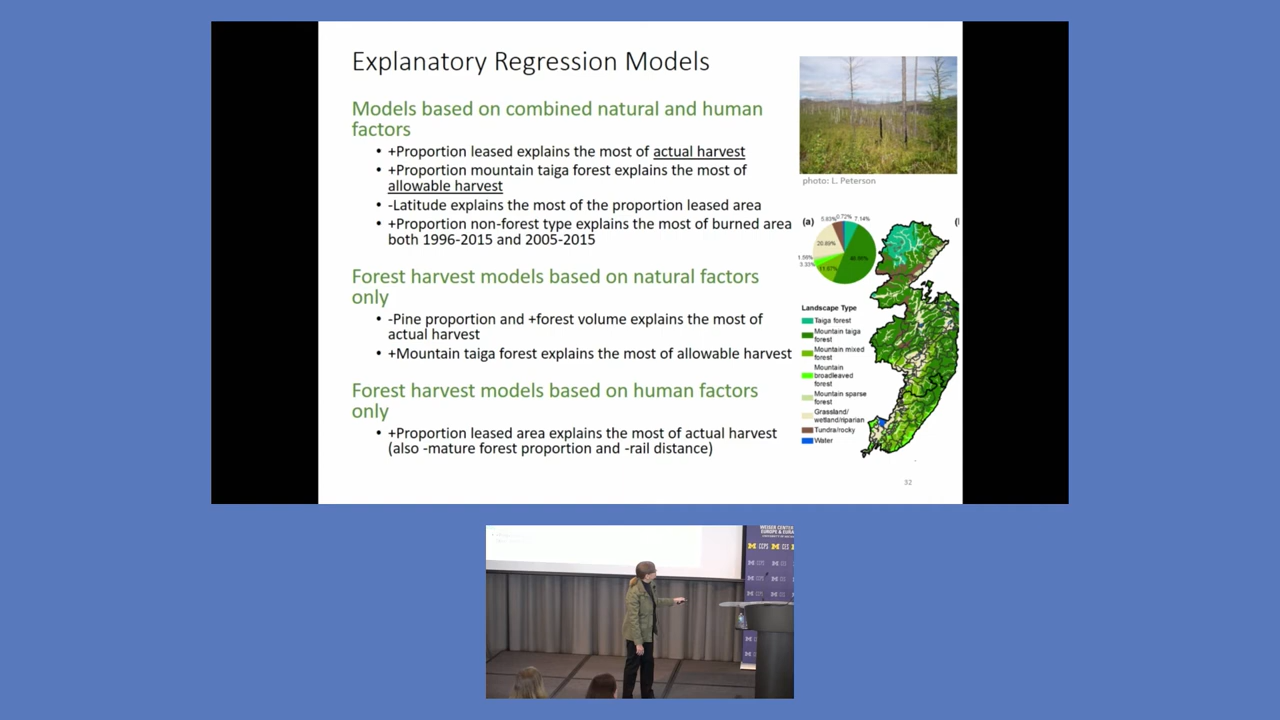 Explanatory Regression Models
Models based on combined natural and human
factors
• +Proportion leased explains the most of actual harvest
• +Proportion mountain taiga forest explains the most of
allowable harvest
• -Latitude explains the most of the proportion leased area
• +Proportion non-forest type explains the most of burned area
both 1996-2015 and 2005-2015
Forest harvest models based on natural factors
only
• -Pine proportion and +forest volume explains the most of
actual harvest
• +Mountain taiga forest explains the most of allowable harvest
Forest harvest models based on human factors
only
• +Proportion leased area explains the most of actual harvest
(also -mature forest proportion and -rail distance)
photo: L. Peterson
(a)
0.72%
7.14%
Landscape Type
Taiga forest
Mountain taiga
forest
Mountain mixed
forest
Mountain
broadleaved
forest
Mountain sparse
forest
Grassland/
wetland/riparian
Tundra/rocky
Water
32
WEISER CENTER